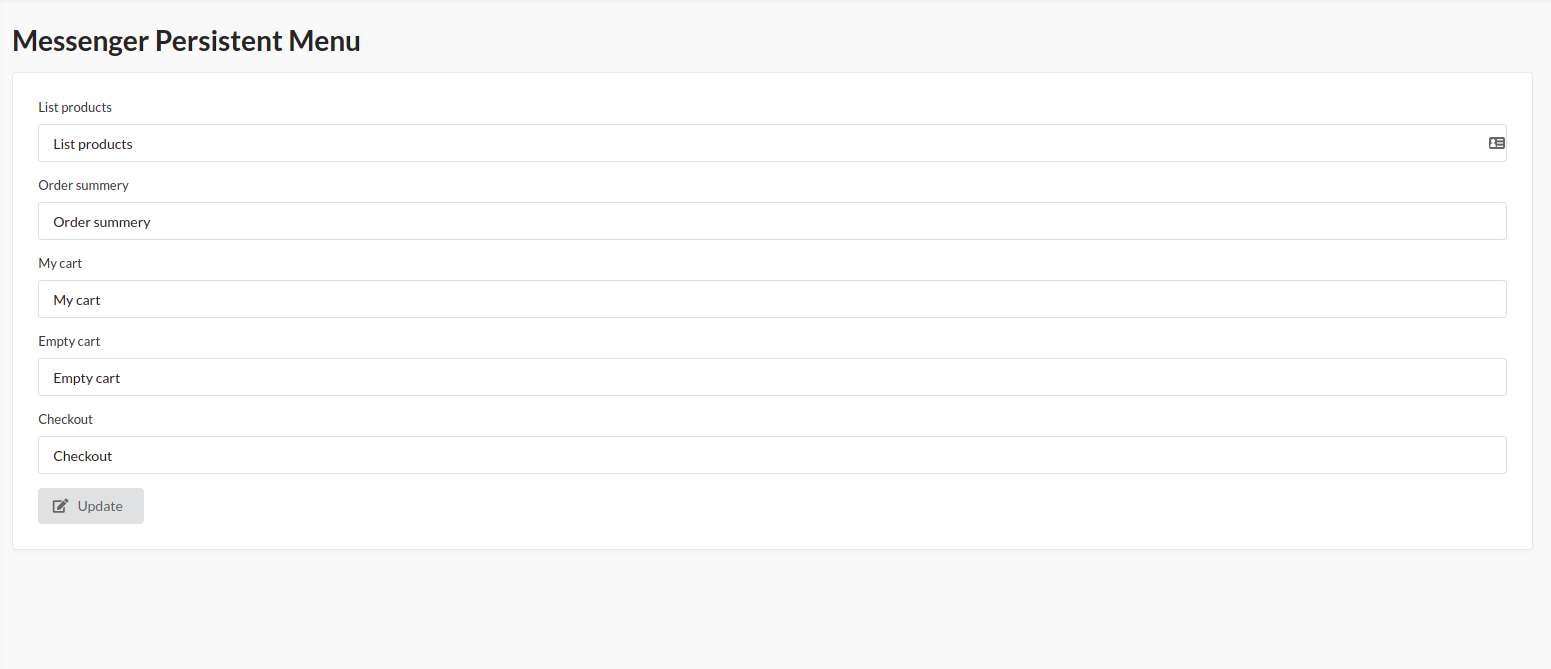 Messenger Persistent Menu
List products
List products
Order summery
Order summery
My cart
My cart
Empty cart
Empty cart
Checkout
Checkout
Update